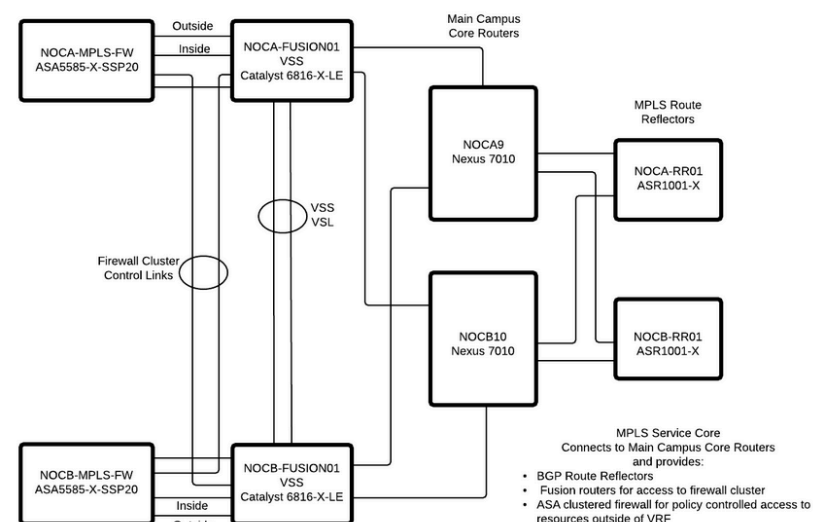 Outside
Inside
NOCA-MPLS-FW
ASA5585-X-SSP20
NOCA-FUSION01
VSS
Catalyst 6816-X-LE
Main Campus
Core Routers
NOCA9
Nexus 7010
MPLS Route
Reflectors
NOCA-RR01
ASR1001-X
VSS
VSL
Firewall Cluster
Control Links
NOCB10
Nexus 7010
NOCB-RR01
ASR1001-X
NOCB-MPLS-FW
ASA5585-X-SSP20
NOCB-FUSION01
VSS
Catalyst 6816-X-LE
Inside
Outside
MPLS Service Core
Connects to Main Campus Core Routers
and provides:
• BGP Route Reflectors
• Fusion routers for access to firewall cluster
• ASA clustered firewall for policy controlled access to
resources outside of VRF